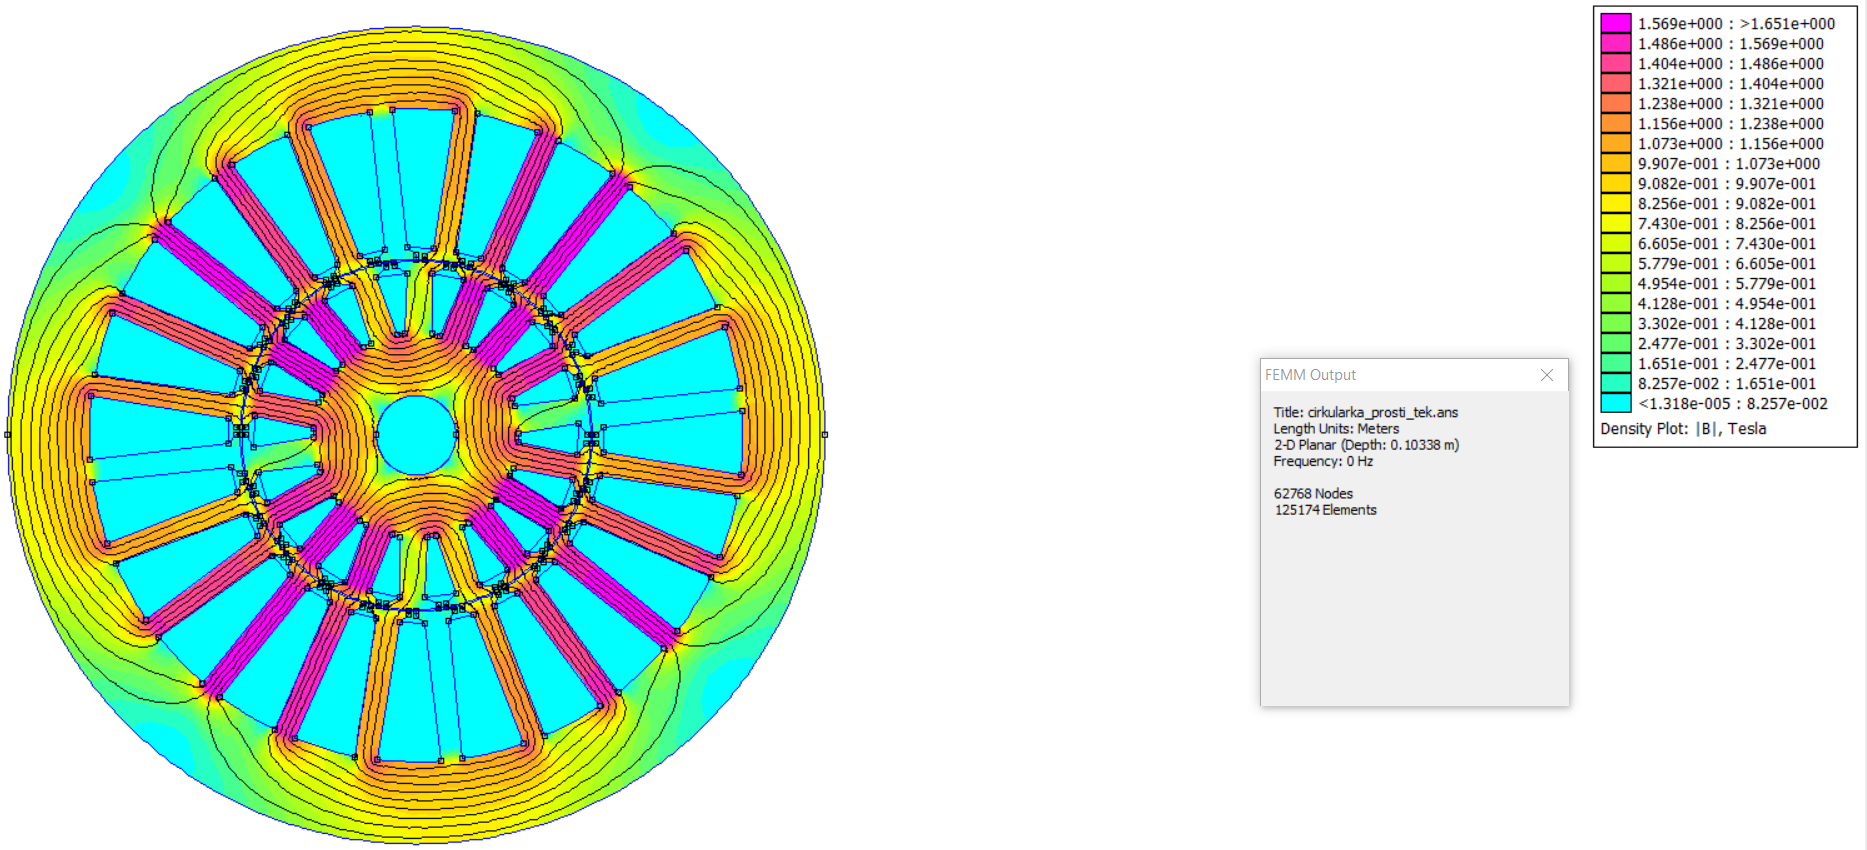 1.569e+000 : >1.651e+000
1.486e+000 : 1.569e+000
1.404e+000 : 1.486e+000
1.321e+000 : 1.404e+000
1.238e+000 : 1.321e+000
1.156e+000 : 1.238e+000
1.073e+000 : 1.156e+000
9.907e-001 : 1.073e+000
9.082e-001 : 9.907e-001
8.256e-001 : 9.082e-001
7.430e-001 : 8.256e-001
6.605e-001 : 7.430e-001
5.779e-001 : 6.605e-001
4.954e-001 : 5.779e-001
4.128e-001 : 4.954e-001
3.302e-001 : 4.128e-001
2.477e-001 : 3.302e-001
1.651e-001 : 2.477e-001
8.257e-002 : 1.651e-001
<1.318e-005 : 8.257e-002
Density Plot: |B|, Tesla
FEMM Output
Title: cirkularka_prosti_tek.ans
Length Units: Meters
2-D Planar (Depth: 0.10338 m)
Frequency: 0 Hz
62768 Nodes
125174 Elements